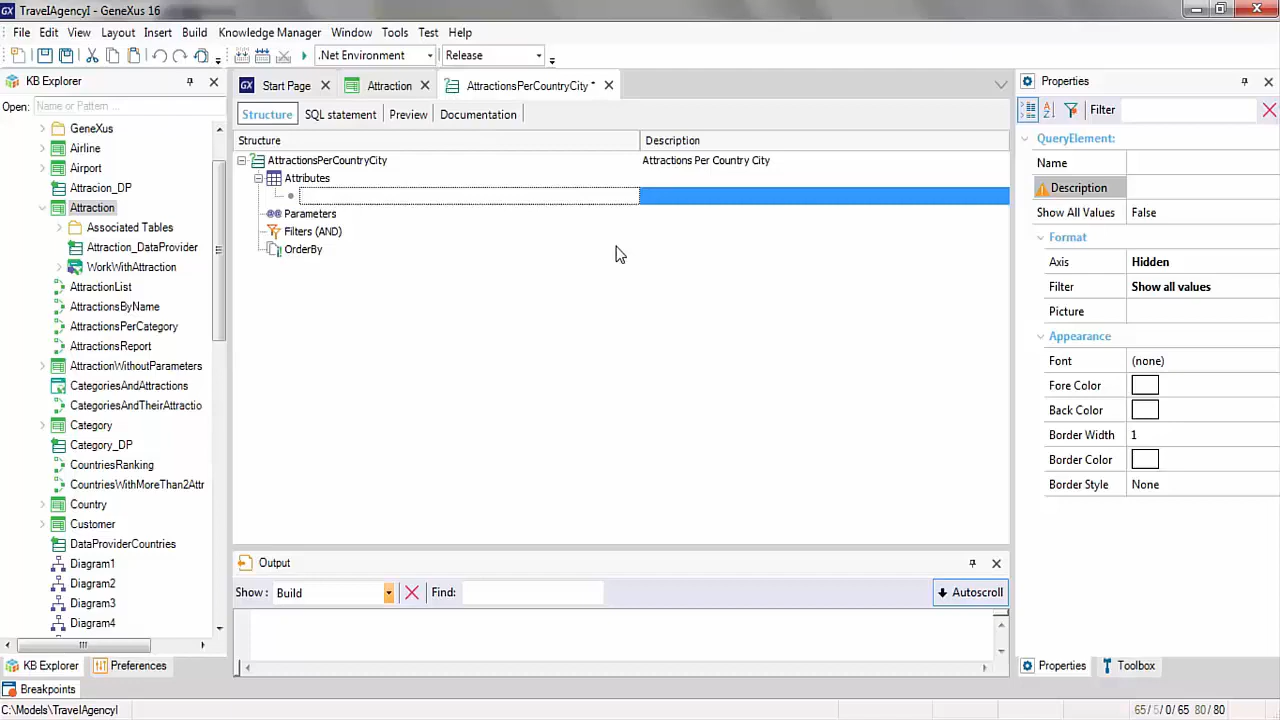 GX TravelAgencyI - GeneXus 16
File Edit View Layout Insert Build Knowledge Manager Window Tools Test Help
.Net Environment Release
KB Explorer
Open: Name or Pattern ...
GeneXus
Airline
Airport
Attracion_DP
Attraction
Associated Tables
Attraction_DataProvider
WorkWithAttraction
AttractionList
AttractionsByName
AttractionsPerCategory
AttractionsReport
AttractionWithoutParameters
CategoriesAndAttractions
CategoriesAndTheirAttractio
Category
Category_DP
CountriesRanking
CountriesWithMoreThan2Attr
Country
Customer
DataProviderCountries
Diagram1
Diagram2
Diagram3
Diagram4
KB Explorer Preferences
Breakpoints
C:\Models\TravelAgencyI
GX Start Page Attraction AttractionsPerCountryCity *
Structure SQL statement Preview Documentation
Structure Description
AttractionsPerCountryCity Attractions Per Country City
Attributes
Parameters
Filters (AND)
OrderBy
Output
Show : Build Find: Autoscroll
Properties
Filter
QueryElement:
Name
Description
Show All Values False
Format
Axis Hidden
Filter Show all values
Picture
Appearance
Font (none)
Fore Color
Back Color
Border Width 1
Border Color
Border Style None
Properties Toolbox
65/ 5/ 0/ 65 80/ 80